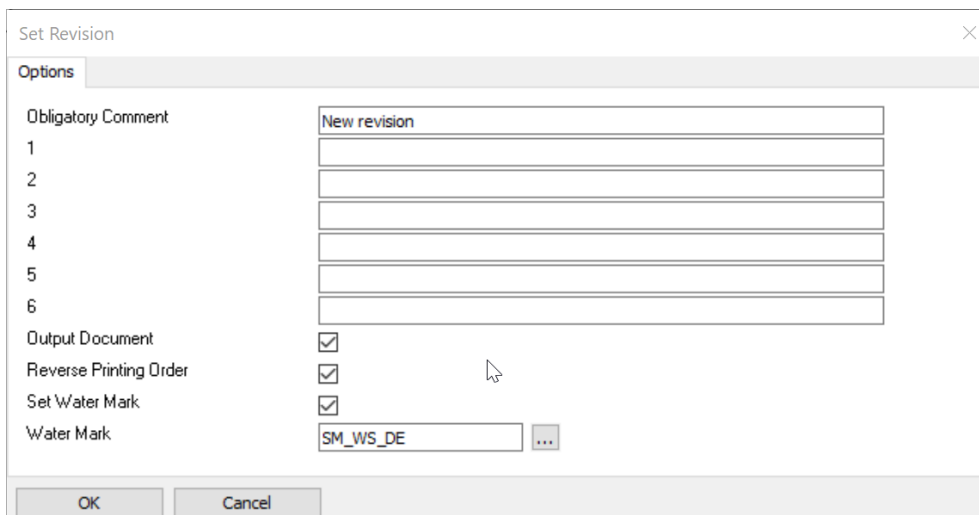 Set Revision
Options
Obligatory Comment New revision
1
2
3
4
5
6
Output Document
Reverse Printing Order
Set Water Mark
Water Mark SM_WS_DE ...
OK Cancel